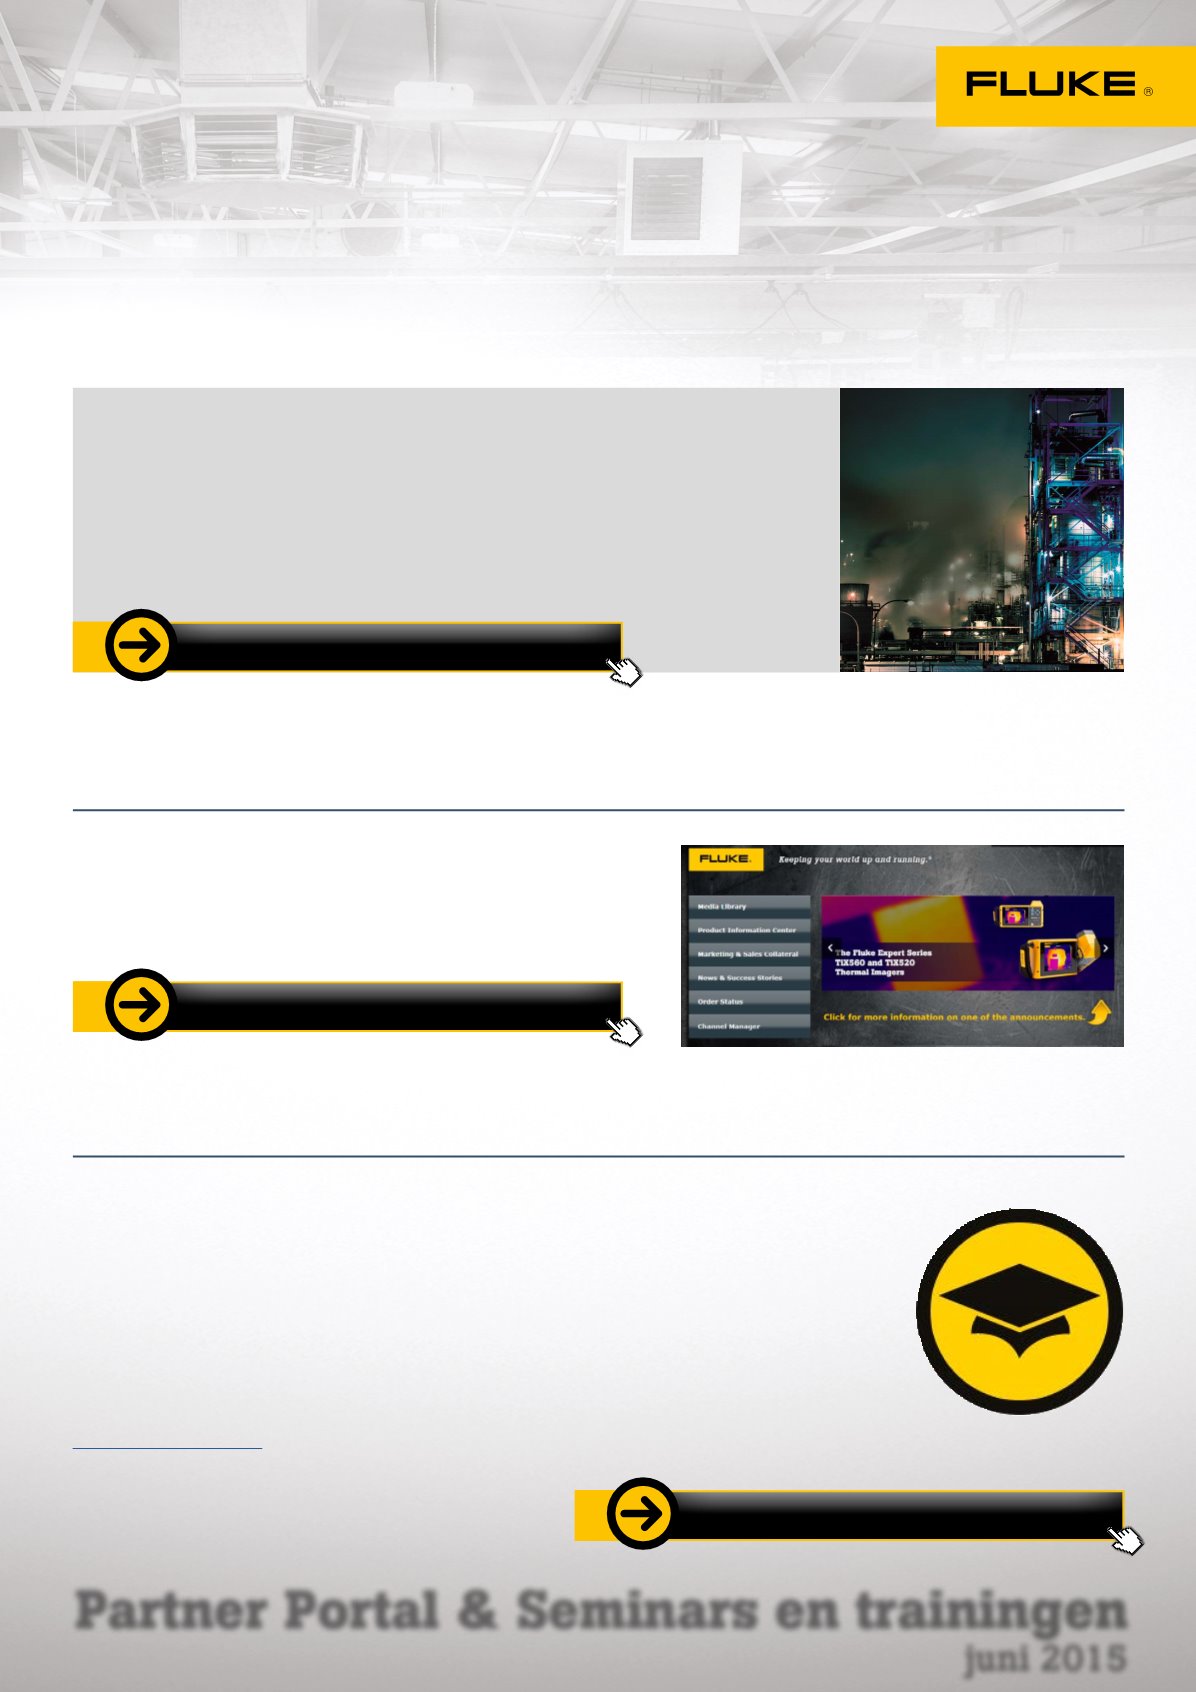 FLUKE ®
FLUKE.
Keeping your world up and running.®
Media Library
Product Information Center
Marketing & Sales Collateral
News & Success Stories
Order Status
Channel Manager
The Fluke Expert Series
TiX560 and TiX520
Thermal Imagers
Click for more information on one of the announcements.
Partner Portal & Seminars en trainingen
juni 2015